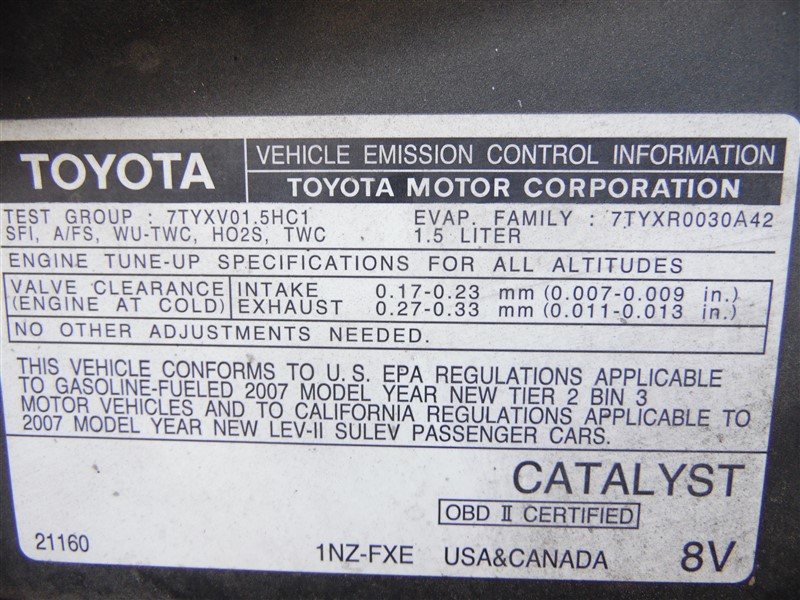 TOYOTA
VEHICLE EMISSION CONTROL INFORMATION
TOYOTA MOTOR CORPORATION
TEST GROUP : 7TYXV01.5HC1 EVAP. FAMILY : 7TYXR0030A42
SFI, A/FS, WU-TWC, HO2S, TWC 1.5 LITER
ENGINE TUNE-UP SPECIFICATIONS FOR ALL ALTITUDES
VALVE CLEARANCE INTAKE 0.17-0.23 mm (0.007-0.009 in.)
(ENGINE AT COLD) EXHAUST 0.27-0.33 mm (0.011-0.013 in.)
NO OTHER ADJUSTMENTS NEEDED.
THIS VEHICLE CONFORMS TO U.S. EPA REGULATIONS APPLICABLE
TO GASOLINE-FUELED 2007 MODEL YEAR NEW TIER 2 BIN 3
MOTOR VEHICLES AND TO CALIFORNIA REGULATIONS APPLICABLE TO
2007 MODEL YEAR NEW LEV-II SULEV PASSENGER CARS.
CATALYST
OBD II CERTIFIED
21160 1NZ-FXE USA&CANADA 8V